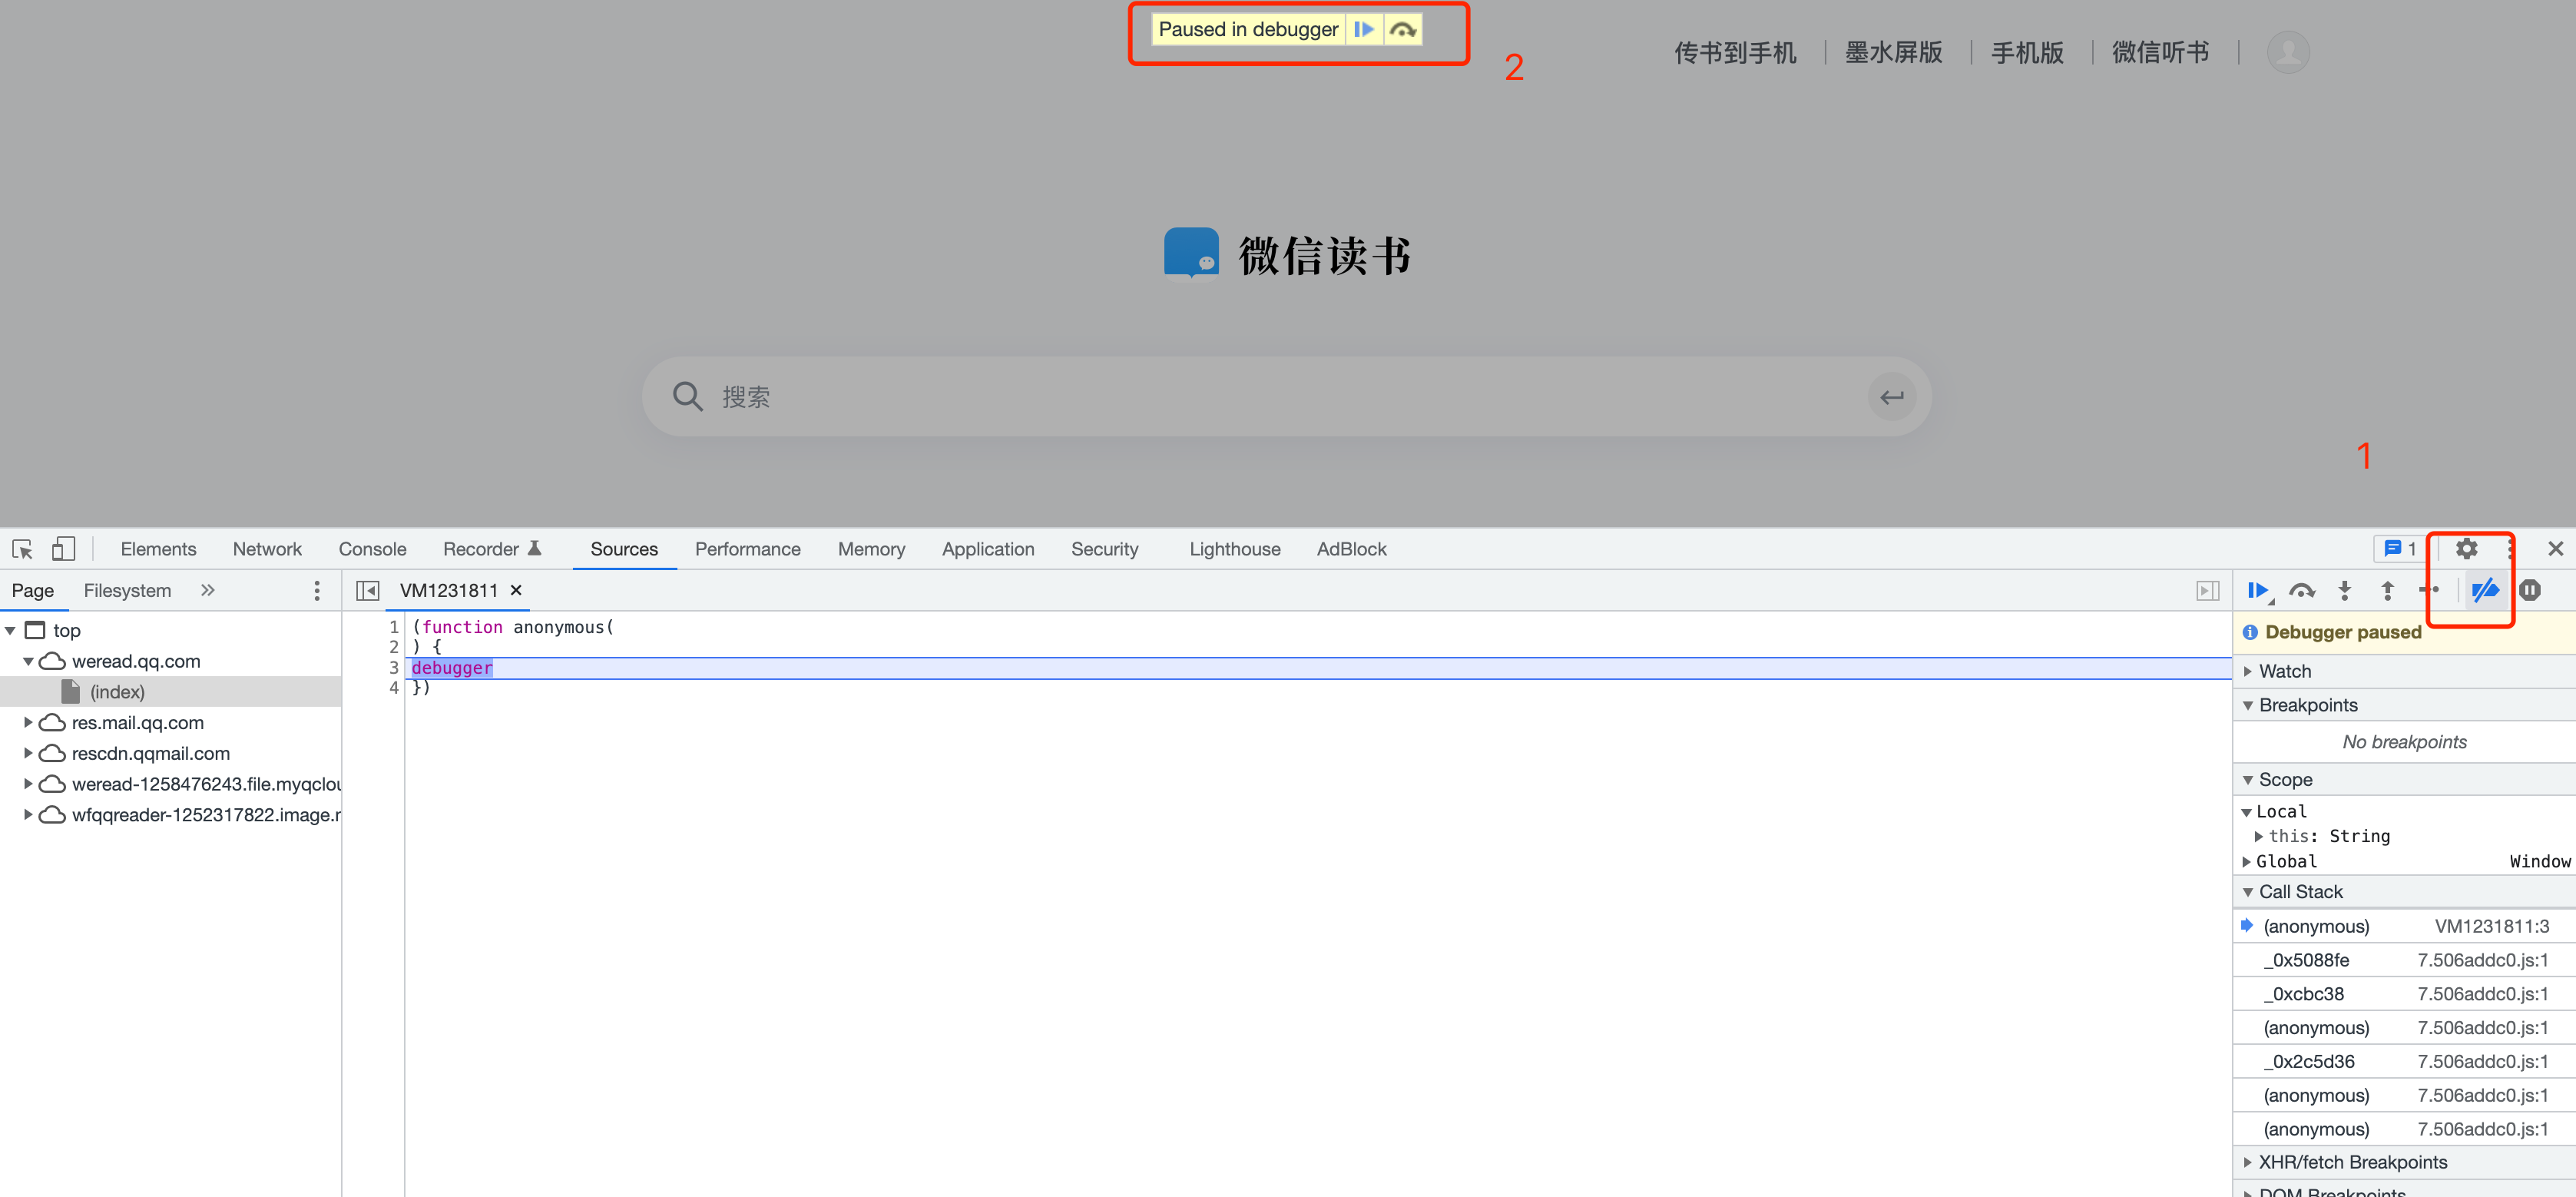 Paused in debugger
2
传书到手机 | 墨水屏版 | 手机版 | 微信听书 |
微信读书
搜索
1
Elements Network Console Recorder Sources Performance Memory Application Security Lighthouse AdBlock 1
Page Filesystem » VM1231811 ×
top
weread.qq.com
(index)
res.mail.qq.com
rescdn.qqmail.com
weread-1258476243.file.myqclou
wfqqreader-1252317822.image.r
1 (function anonymous(
2 ) {
3 debugger
4 })
Debugger paused
Watch
Breakpoints
No breakpoints
Scope
Local
this: String
Global Window
Call Stack
(anonymous) VM1231811:3
_0x5088fe 7.506addc0.js:1
_0xcbc38 7.506addc0.js:1
(anonymous) 7.506addc0.js:1
_0x2c5d36 7.506addc0.js:1
(anonymous) 7.506addc0.js:1
(anonymous) 7.506addc0.js:1
XHR/fetch Breakpoints
DOM Breakpoints